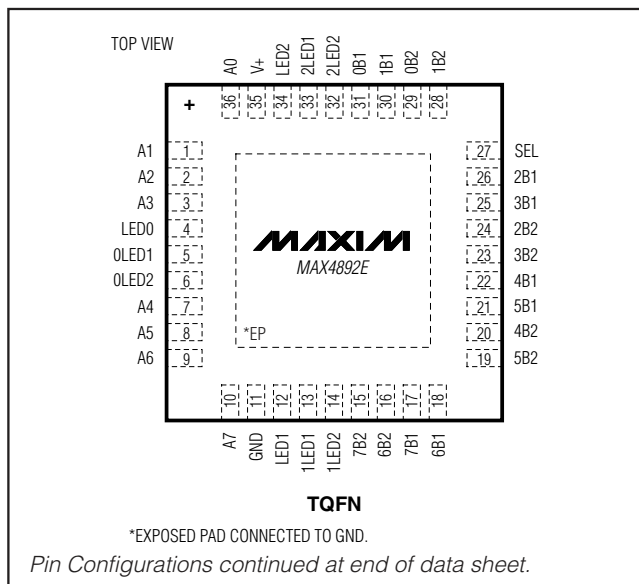 TOP VIEW
A0 V+ LED2 2LED1 2LED2 0B1 1B1 0B2 1B2
36 35 34 33 32 31 30 29 28
+
A1 1
A2 2
A3 3
LED0 4
0LED1 5
0LED2 6
A4 7
A5 8
A6 9
MAXIM
MAX4892E
*EP
27 SEL
26 2B1
25 3B1
24 2B2
23 3B2
22 4B1
21 5B1
20 4B2
19 5B2
10 11 12 13 14 15 16 17 18
A7 GND LED1 1LED1 1LED2 7B2 6B2 7B1 6B1
TQFN
*EXPOSED PAD CONNECTED TO GND.
Pin Configurations continued at end of data sheet.